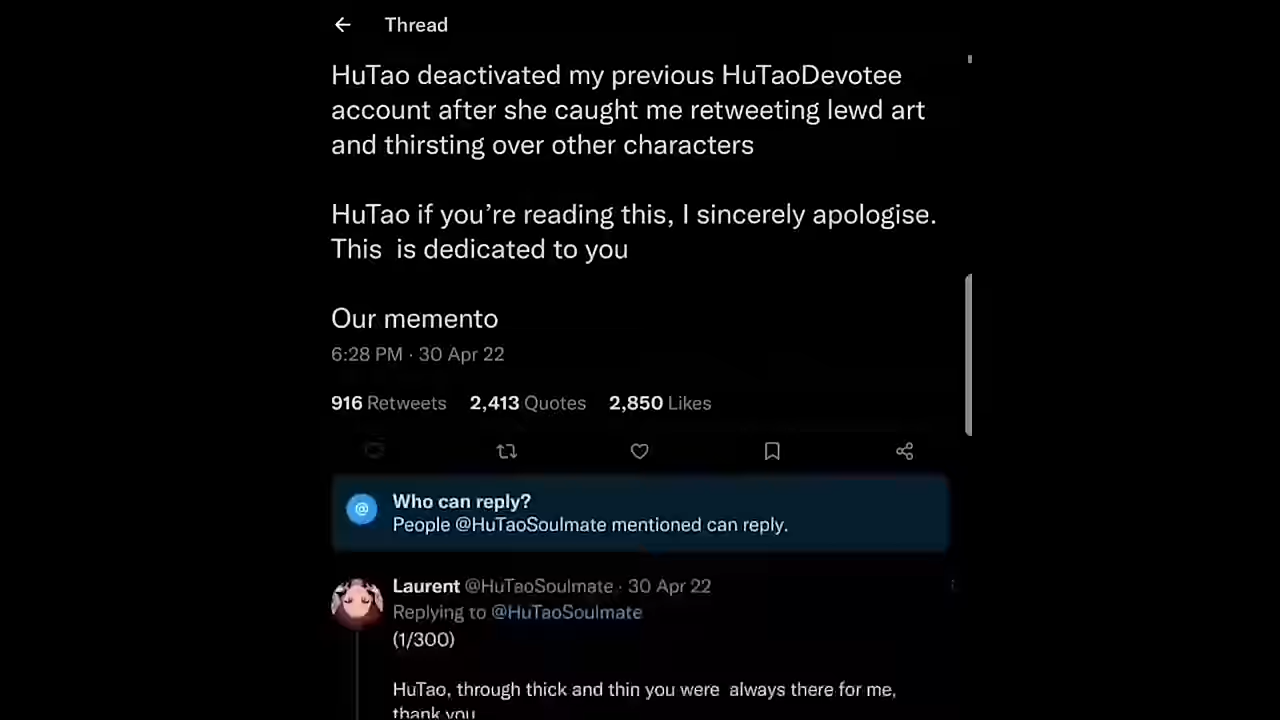 Thread
HuTao deactivated my previous HuTaoDevotee
account after she caught me retweeting lewd art
and thirsting over other characters
HuTao if you’re reading this, I sincerely apologise.
This  is dedicated to you
Our memento
6:28 PM · 30 Apr 22
916 Retweets 2,413 Quotes 2,850 Likes
@ Who can reply?
People @HuTaoSoulmate mentioned can reply.
Laurent @HuTaoSoulmate · 30 Apr 22
Replying to @HuTaoSoulmate
(1/300)
HuTao, through thick and thin you were  always there for me,
thank you